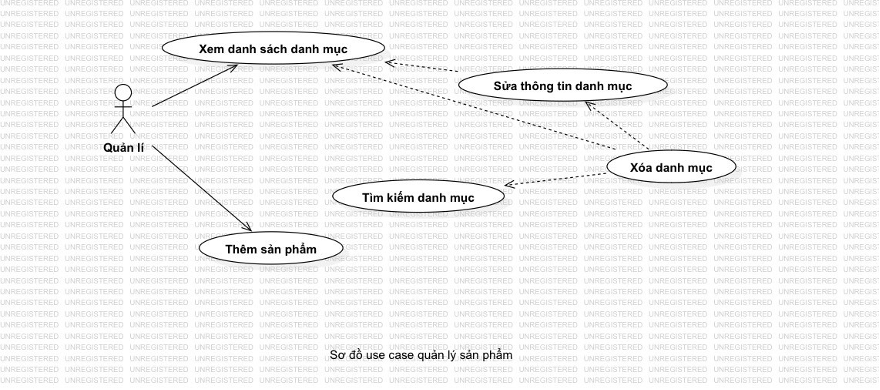 Xem danh sách danh mục
Sửa thông tin danh mục
Quản lí
Xóa danh mục
Tìm kiếm danh mục
Thêm sản phẩm
Sơ đồ use case quản lý sản phẩm
UNREGISTERED